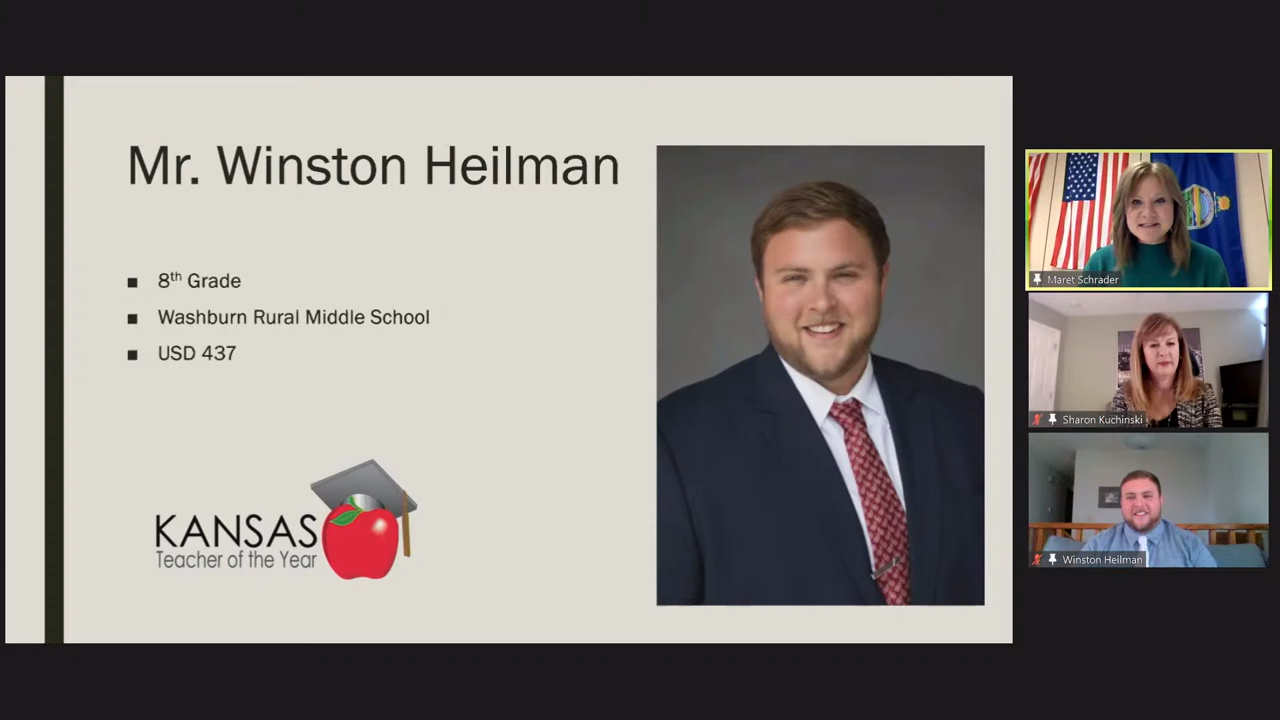 Mr. Winston Heilman
8th Grade
Washburn Rural Middle School
USD 437
KANSAS
Teacher of the Year
Maret Schrader
Sharon Kuchinski
Winston Heilman